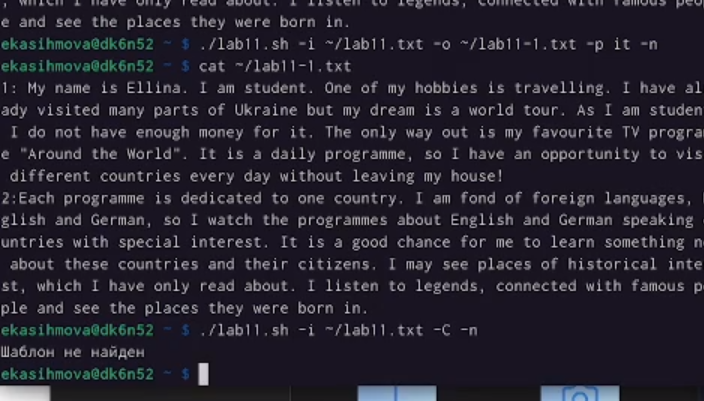 , which I have only read about. I listen to legends, connected with famous peo
e and see the places they were born in.
ekasihmova@dk6n52 ~ $ ./lab11.sh -i ~/lab11.txt -o ~/lab11-1.txt -p it -n
ekasihmova@dk6n52 ~ $ cat ~/lab11-1.txt
1: My name is Ellina. I am student. One of my hobbies is travelling. I have al
ady visited many parts of Ukraine but my dream is a world tour. As I am studen
I do not have enough money for it. The only way out is my favourite TV progra
e "Around the World". It is a daily programme, so I have an opportunity to vis
different countries every day without leaving my house!
2:Each programme is dedicated to one country. I am fond of foreign languages,
glish and German, so I watch the programmes about English and German speaking
untries with special interest. It is a good chance for me to learn something n
about these countries and their citizens. I may see places of historical inte
st, which I have only read about. I listen to legends, connected with famous p
ple and see the places they were born in.
ekasihmova@dk6n52 ~ $ ./lab11.sh -i ~/lab11.txt -C -n
Шаблон не найден
ekasihmova@dk6n52 ~ $